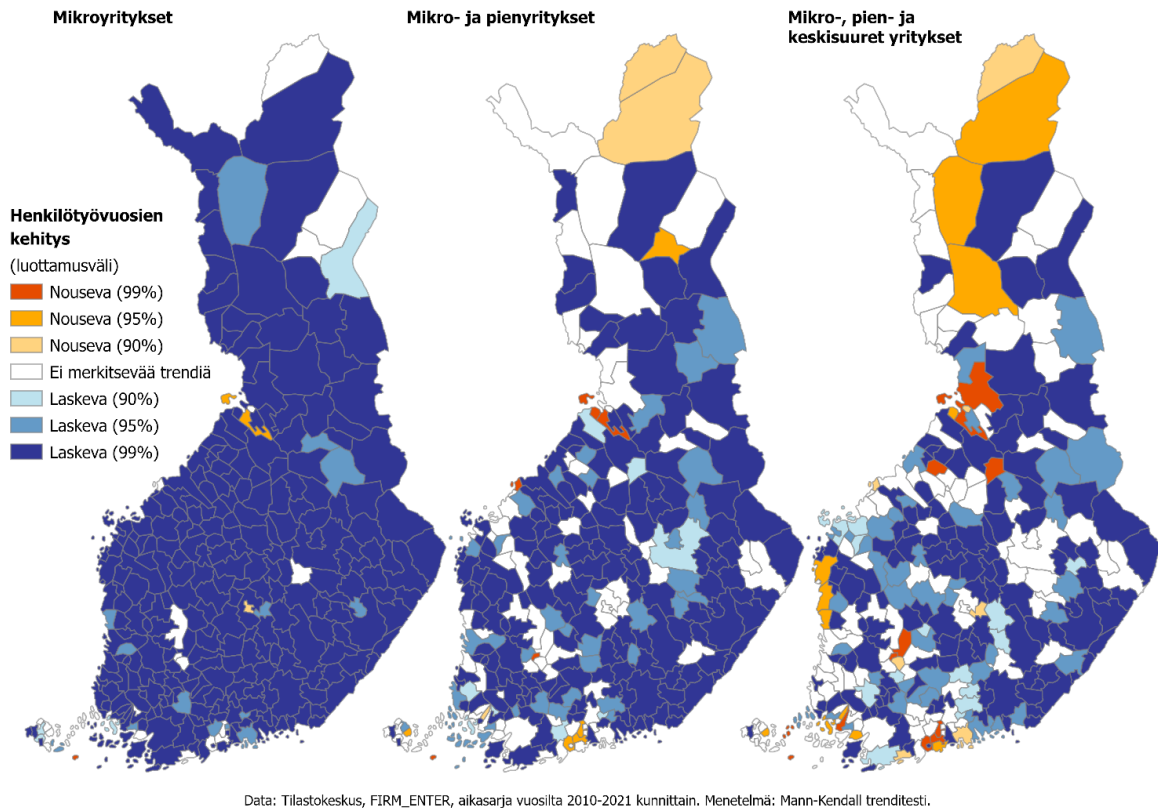 Mikroyritykset
Mikro- ja pienyritykset
Mikro-, pien- ja
keskisuuret yritykset
Henkilötyövuosien
kehitys
(luottamusväli)
Nouseva (99%)
Nouseva (95%)
Nouseva (90%)
Ei merkitsevää trendiä
Laskeva (90%)
Laskeva (95%)
Laskeva (99%)
Data: Tilastokeskus, FIRM_ENTER, aikasarja vuosilta 2010-2021 kunnittain. Menetelmä: Mann-Kendall trenditesti.